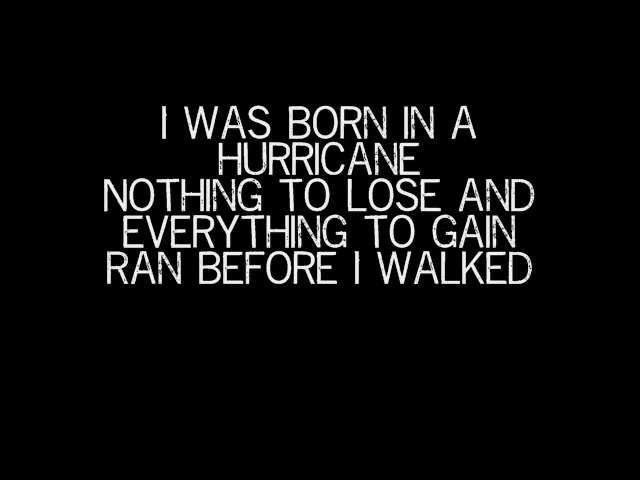 I WAS BORN IN A
HURRICANE
NOTHING TO LOSE AND
EVERYTHING TO GAIN
RAN BEFORE I WALKED